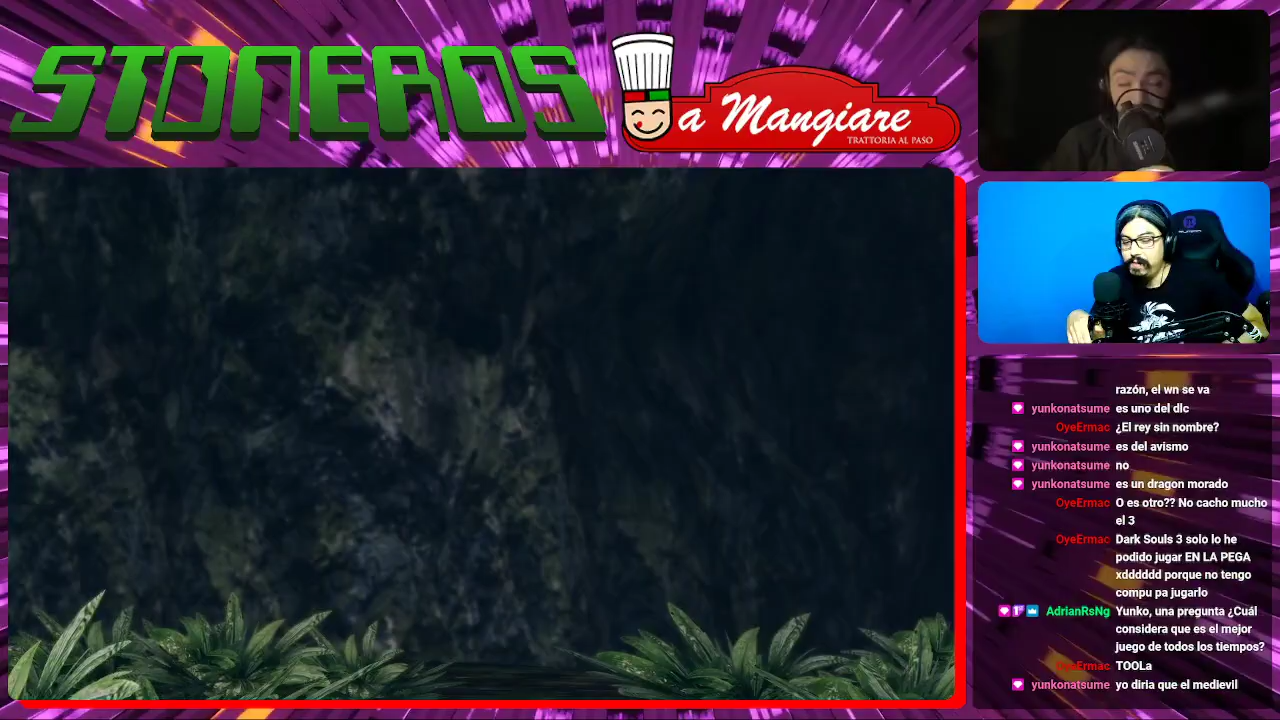 STONEROS
a Mangiare
TRATTORIA AL PASO
razón, el wn se va
yunkonatsume es uno del dlc
OyeErmac ¿El rey sin nombre?
yunkonatsume es del avismo
yunkonatsume no
yunkonatsume es un dragon morado
OyeErmac O es otro?? No cacho mucho
el 3
OyeErmac Dark Souls 3 solo lo he
podido jugar EN LA PEGA
xdddddd porque no tengo
compu pa jugarlo
AdrianRsNg Yunko, una pregunta ¿Cuál
considera que es el mejor
juego de todos los tiempos?
OyeErmac TOOLa
yunkonatsume yo diria que el medievil